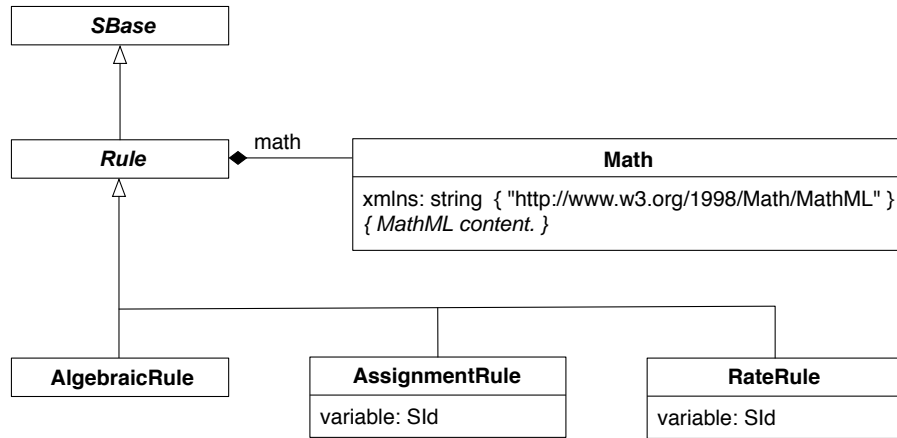 SBase
Rule
math
Math
xmlns: string { "http://www.w3.org/1998/Math/MathML" }
{ MathML content. }
AlgebraicRule
AssignmentRule
variable: SId
RateRule
variable: SId